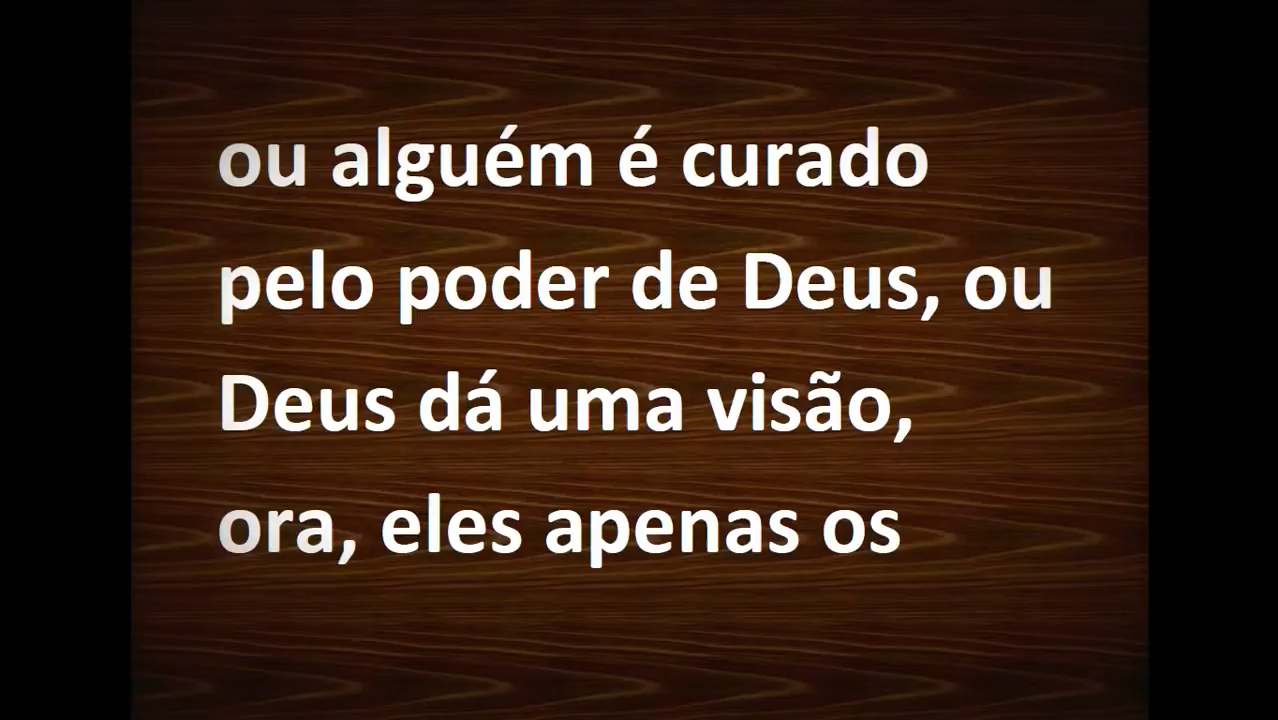 ou alguém é curado
pelo poder de Deus, ou
Deus dá uma visão,
ora, eles apenas os